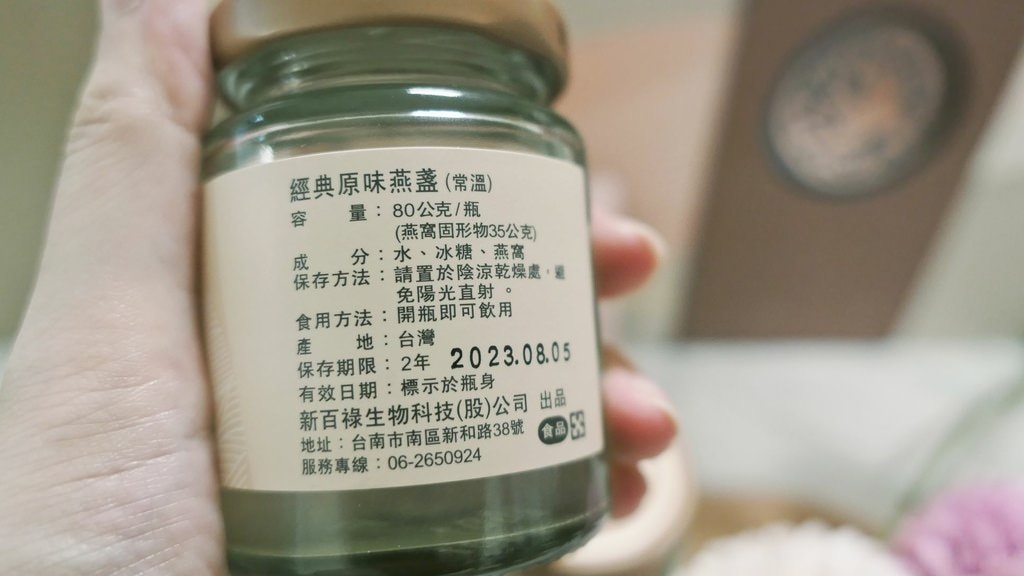 經典原味燕盞(常溫)
容量：80公克/瓶
(燕窩固形物35公克)
成分：水、冰糖、燕窩
保存方法：請置於陰涼乾燥處，避
免陽光直射。
食用方法：開瓶即可飲用
產地：台灣
保存期限：2年 2023.08.05
有效日期：標示於瓶身
新百祿生物科技(股)公司 出品
地址：台南市南區新和路38號 食品
服務專線：06-2650924